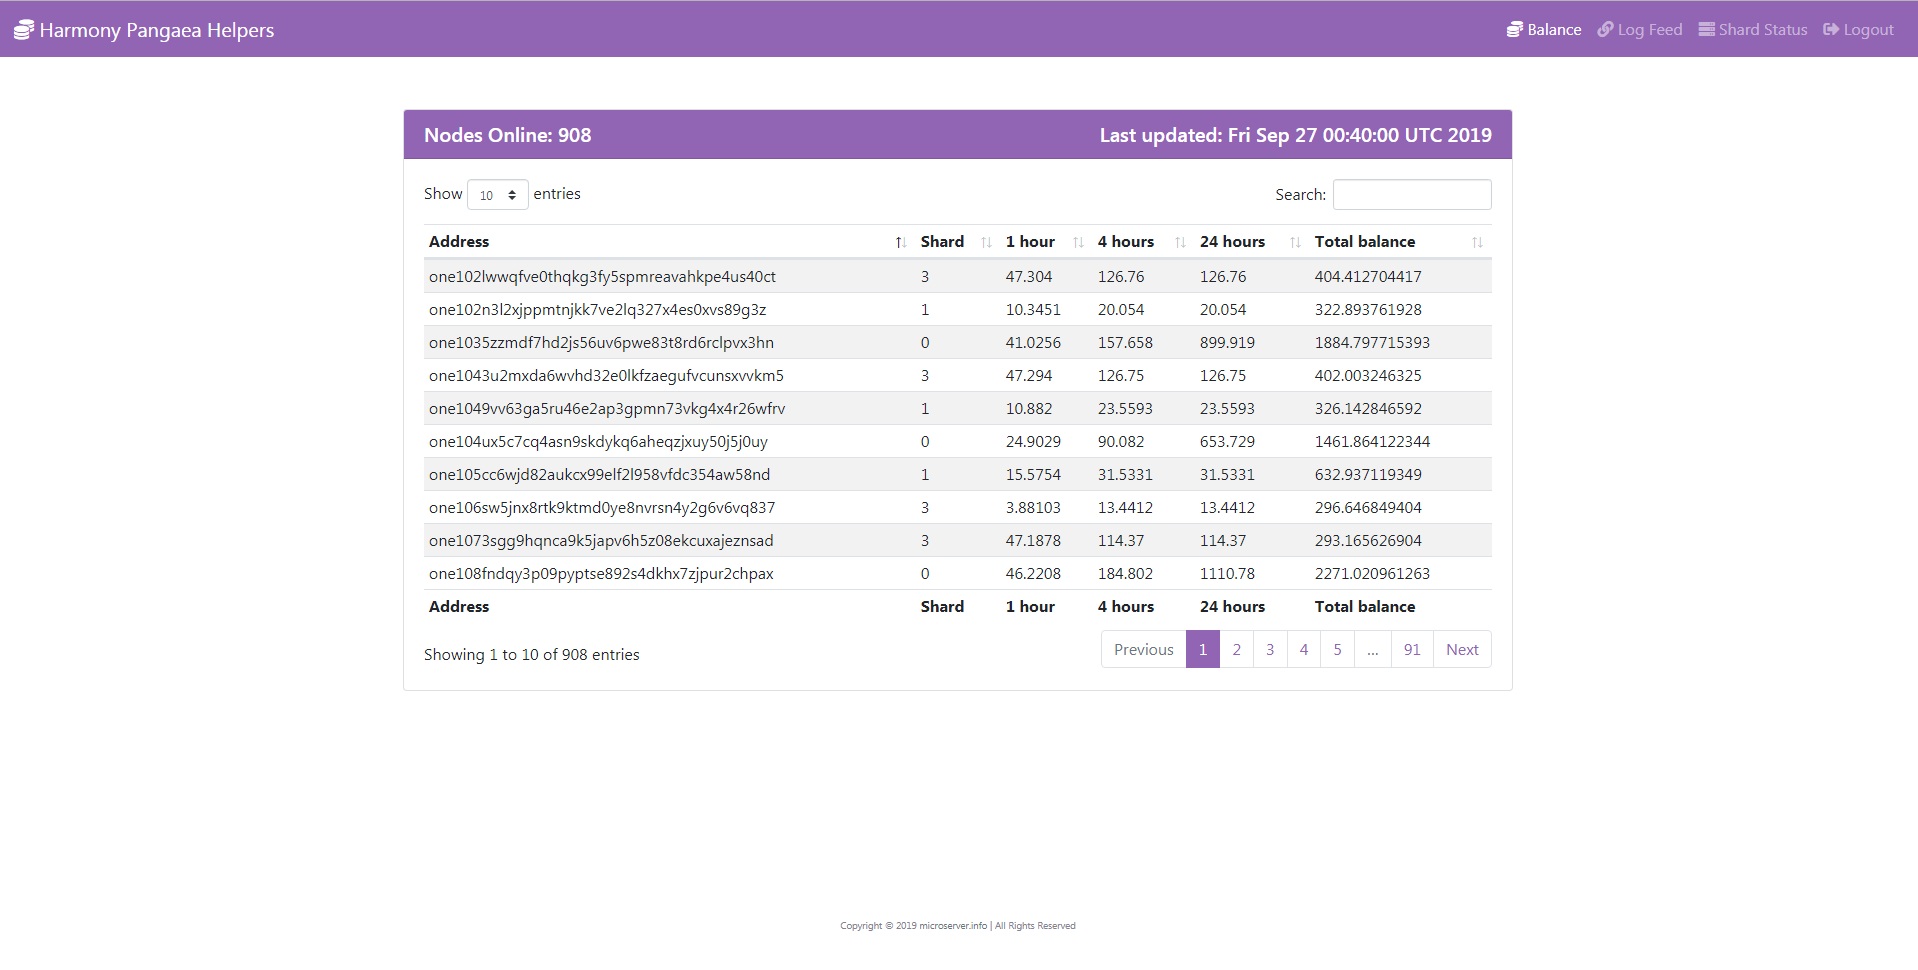 Harmony Pangaea Helpers Balance Log Feed Shard Status Logout
Nodes Online: 908 Last updated: Fri Sep 27 00:40:00 UTC 2019
Show 10 entries Search:
Address Shard 1 hour 4 hours 24 hours Total balance
one102lwwqfve0thqkg3fy5spmreavahkpe4us40ct 3 47.304 126.76 126.76 404.412704417
one102n3l2xjppmtnjkk7ve2lq327x4es0xvs89g3z 1 10.3451 20.054 20.054 322.893761928
one1035zzmdf7hd2js56uv6pwe83t8rd6rclpvx3hn 0 41.0256 157.658 899.919 1884.797715393
one1043u2mxda6wvhd32e0lkfzaegufvcunsxvvkm5 3 47.294 126.75 126.75 402.003246325
one1049vv63ga5ru46e2ap3gpmn73vkg4x4r26wfrv 1 10.882 23.5593 23.5593 326.142846592
one104ux5c7cq4asn9skdykq6aheqzjxuy50j5j0uy 0 24.9029 90.082 653.729 1461.864122344
one105cc6wjd82aukcx99elf2l958vfdc354aw58nd 1 15.5754 31.5331 31.5331 632.937119349
one106sw5jnx8rtk9ktmd0ye8nvrsn4y2g6v6vq837 3 3.88103 13.4412 13.4412 296.646849404
one1073sgg9hqnca9k5japv6h5z08ekcuxajeznsad 3 47.1878 114.37 114.37 293.165626904
one108fndqy3p09pyptse892s4dkhx7zjpur2chpax 0 46.2208 184.802 1110.78 2271.020961263
Address Shard 1 hour 4 hours 24 hours Total balance
Showing 1 to 10 of 908 entries Previous 1 2 3 4 5 ... 91 Next
Copyright © 2019 microserver.info | All Rights Reserved